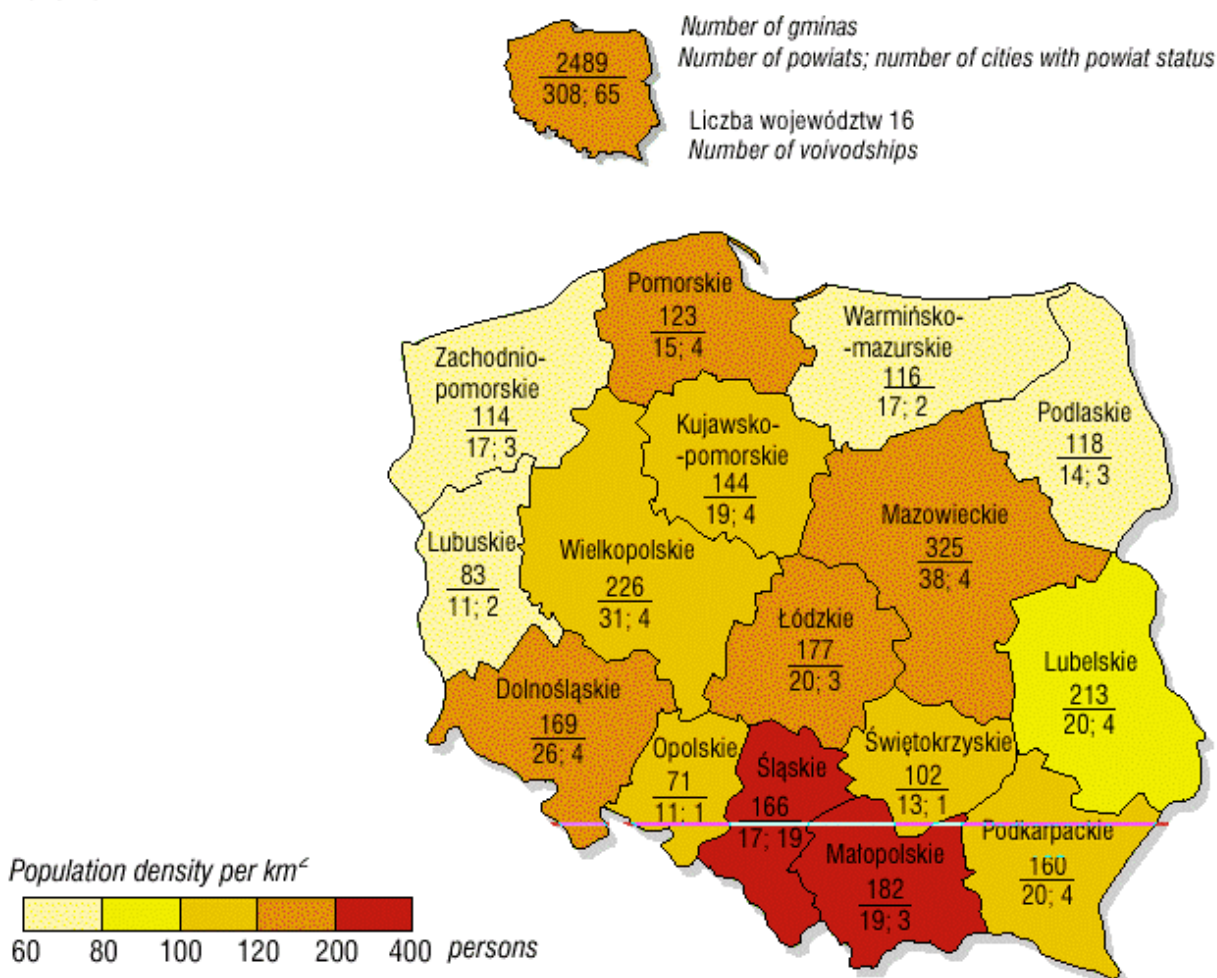 Number of gminas
2489
308; 65
Number of powiats; number of cities with powiat status
Liczba województw 16
Number of voivodships
Pomorskie
123
15; 4
Warmińsko-
-mazurskie
116
17; 2
Zachodnio-
pomorskie
114
17; 3
Podlaskie
118
14; 3
Kujawsko-
-pomorskie
144
19; 4
Mazowieckie
325
38; 4
Lubuskie
83
11; 2
Wielkopolskie
226
31; 4
Łódzkie
177
20; 3
Lubelskie
213
20; 4
Dolnośląskie
169
26; 4
Opolskie
71
11; 1
Śląskie
166
17; 19
Świętokrzyskie
102
13; 1
Podkarpackie
160
20; 4
Małopolskie
182
19; 3
Population density per km²
60 80 100 120 200 400 persons